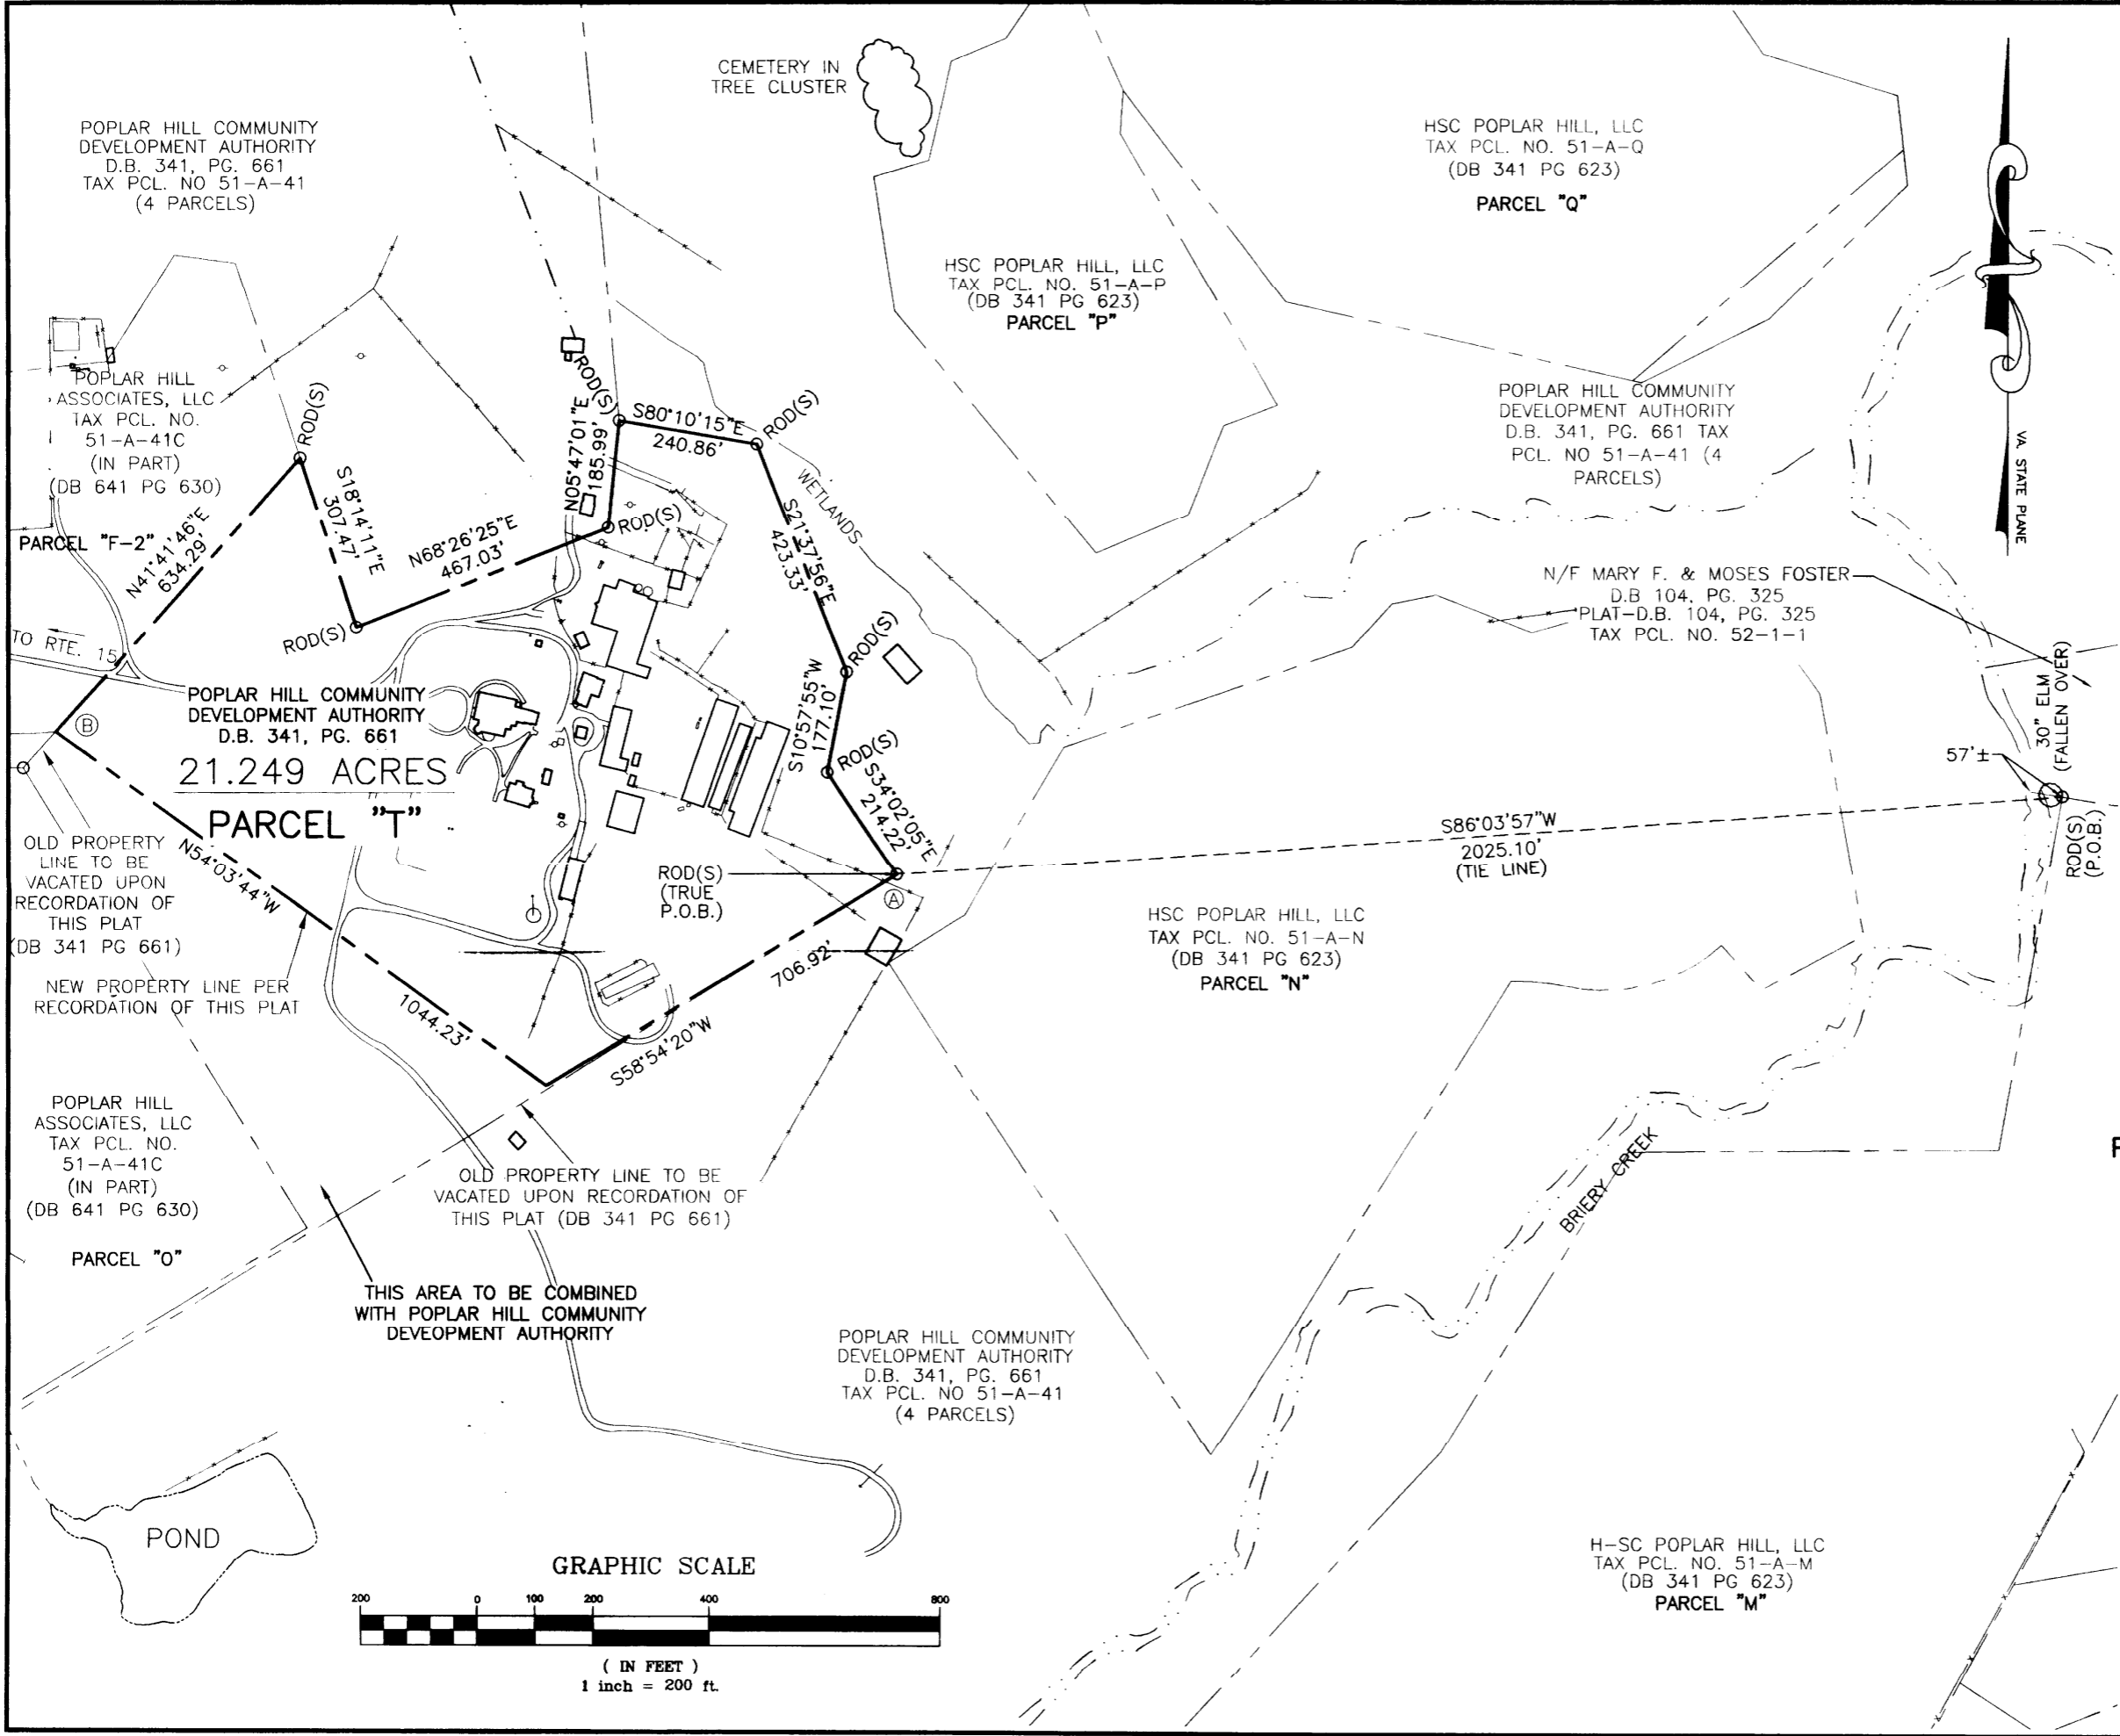 CEMETERY IN
TREE CLUSTER
POPLAR HILL COMMUNITY
DEVELOPMENT AUTHORITY
D.B. 341, PG. 661
TAX PCL. NO 51-A-41
(4 PARCELS)
HSC POPLAR HILL, LLC
TAX PCL. NO. 51-A-Q
(DB 341 PG 623)
PARCEL "Q"
HSC POPLAR HILL, LLC
TAX PCL. NO. 51-A-P
(DB 341 PG 623)
PARCEL "P"
VA. STATE PLANE
POPLAR HILL
ASSOCIATES, LLC
TAX PCL. NO.
51-A-41C
(IN PART)
(DB 641 PG 630)
PARCEL "F-2"
ROD(S)
ROD(S)
S80°10'15"E
240.86'
ROD(S)
N05°47'01"E
185.99'
ROD(S)
S18°14'11"E
307.47'
N41°41'46"E
634.29'
N68°26'25"E
467.03'
ROD(S)
WETLANDS
S21°37'56"E
423.33'
ROD(S)
POPLAR HILL COMMUNITY
DEVELOPMENT AUTHORITY
D.B. 341, PG. 661 TAX
PCL. NO 51-A-41 (4
PARCELS)
N/F MARY F. & MOSES FOSTER
D.B 104, PG. 325
PLAT-D.B. 104, PG. 325
TAX PCL. NO. 52-1-1
TO RTE. 15
B
POPLAR HILL COMMUNITY
DEVELOPMENT AUTHORITY
D.B. 341, PG. 661
21.249 ACRES
PARCEL "T"
S10°57'55"W
177.10'
ROD(S)
S34°02'05"E
214.22'
30" ELM
(FALLEN OVER)
57'±
ROD(S)
(P.O.B.)
S86°03'57"W
2025.10'
(TIE LINE)
ROD(S)
(TRUE
P.O.B.)
A
OLD PROPERTY
LINE TO BE
VACATED UPON
RECORDATION OF
THIS PLAT
(DB 341 PG 661)
N54°03'44"W
1044.23'
NEW PROPERTY LINE PER
RECORDATION OF THIS PLAT
706.92'
S58°54'20"W
HSC POPLAR HILL, LLC
TAX PCL. NO. 51-A-N
(DB 341 PG 623)
PARCEL "N"
POPLAR HILL
ASSOCIATES, LLC
TAX PCL. NO.
51-A-41C
(IN PART)
(DB 641 PG 630)
PARCEL "O"
OLD PROPERTY LINE TO BE
VACATED UPON RECORDATION OF
THIS PLAT (DB 341 PG 661)
BRIERY CREEK
THIS AREA TO BE COMBINED
WITH POPLAR HILL COMMUNITY
DEVEOPMENT AUTHORITY
POPLAR HILL COMMUNITY
DEVELOPMENT AUTHORITY
D.B. 341, PG. 661
TAX PCL. NO 51-A-41
(4 PARCELS)
POND
H-SC POPLAR HILL, LLC
TAX PCL. NO. 51-A-M
(DB 341 PG 623)
PARCEL "M"
GRAPHIC SCALE
200 0 100 200 400 800
( IN FEET )
1 inch = 200 ft.